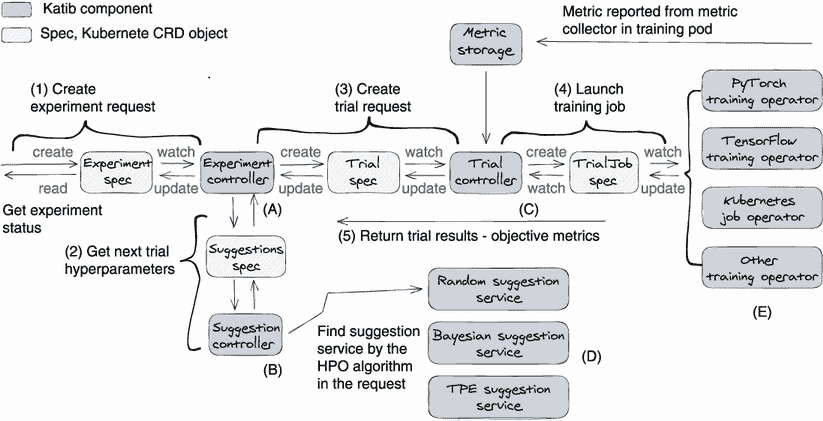 Katib component
Spec, Kubernete CRD object
Metric reported from metric
collector in training pod
Metric
storage
(1) Create
experiment request
(3) Create
trial request
(4) Launch
training job
PyTorch
training operator
create
Experiment
spec
watch
Experiment
controller
create
Trial
spec
watch
Trial
controller
create
TrialJob
spec
watch
TensorFlow
training operator
read
update
update
update
watch
update
Get experiment
status
(A)
(C)
Kubernetes
job operator
(2) Get next trial
hyperparameters
Suggestions
spec
(5) Return trial results - objective metrics
Other
training operator
(E)
Suggestion
controller
(B)
Find suggestion
service by the
HPO algorithm
in the request
Random suggestion
service
Bayesian suggestion
service
(D)
TPE suggestion
service